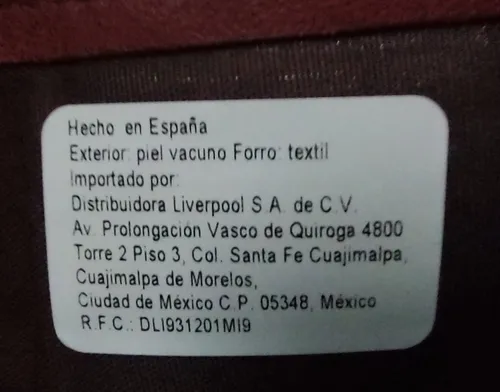 Hecho en España
Exterior: piel vacuno Forro: textil
Importado por:
Distribuidora Liverpool S.A. de C.V.
Av. Prolongación Vasco de Quiroga 4800
Torre 2 Piso 3, Col. Santa Fe Cuajimalpa,
Cuajimalpa de Morelos,
Ciudad de México C.P. 05348, México
R.F.C.: DLI931201MI9